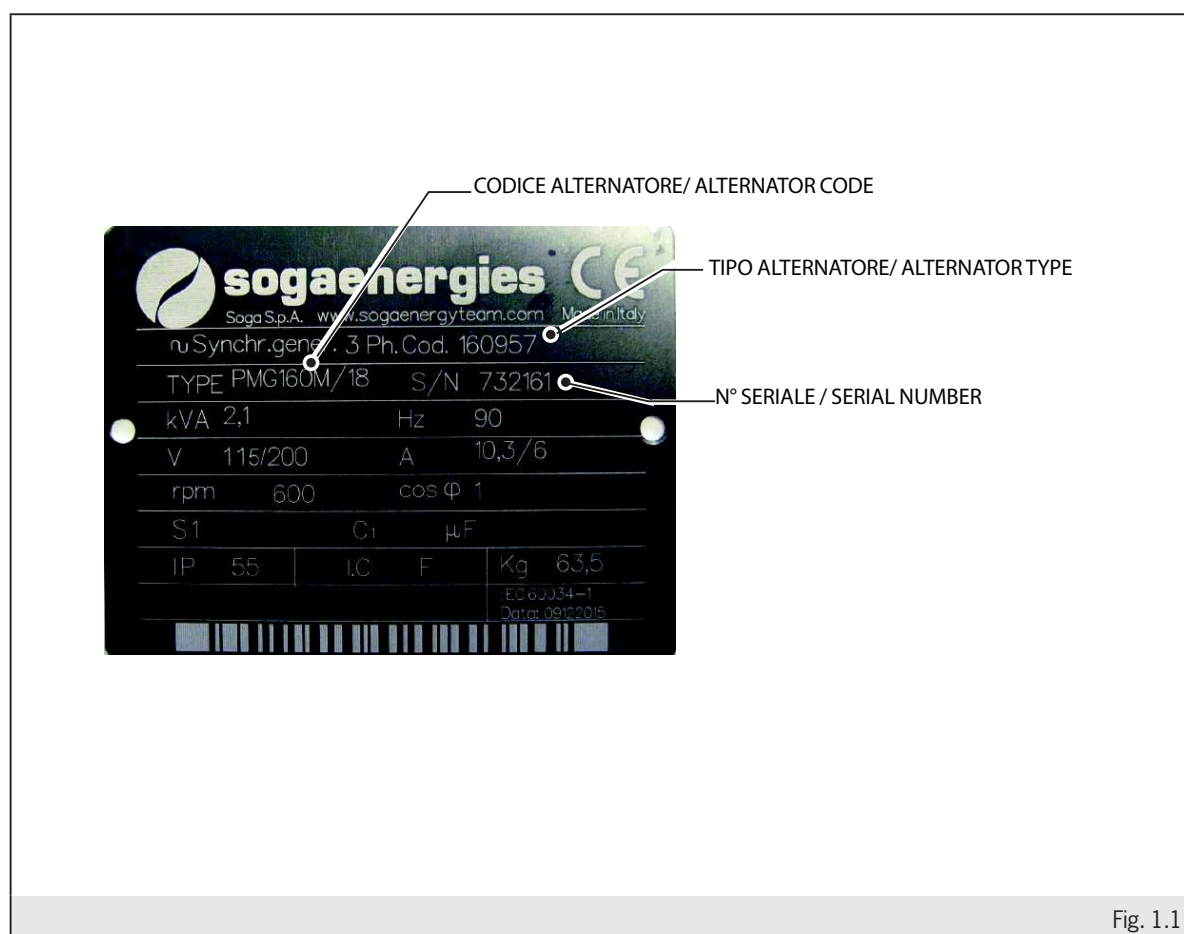 CODICE ALTERNATORE/ ALTERNATOR CODE
TIPO ALTERNATORE/ ALTERNATOR TYPE
N° SERIALE / SERIAL NUMBER
sogaenergies CE
Soga S.p.A. www.sogaenergyteam.com Made in Italy
∿ Synchr.gener. 3 Ph. Cod. 160957
TYPE PMG160M/18 S/N 732161
kVA 2,1 Hz 90
V 115/200 A 10,3/6
rpm 600 cos φ 1
S1 C1 µF
IP 55 I.Cl F Kg 63,5
IEC 60034-1
Data: 09122015
Fig. 1.1